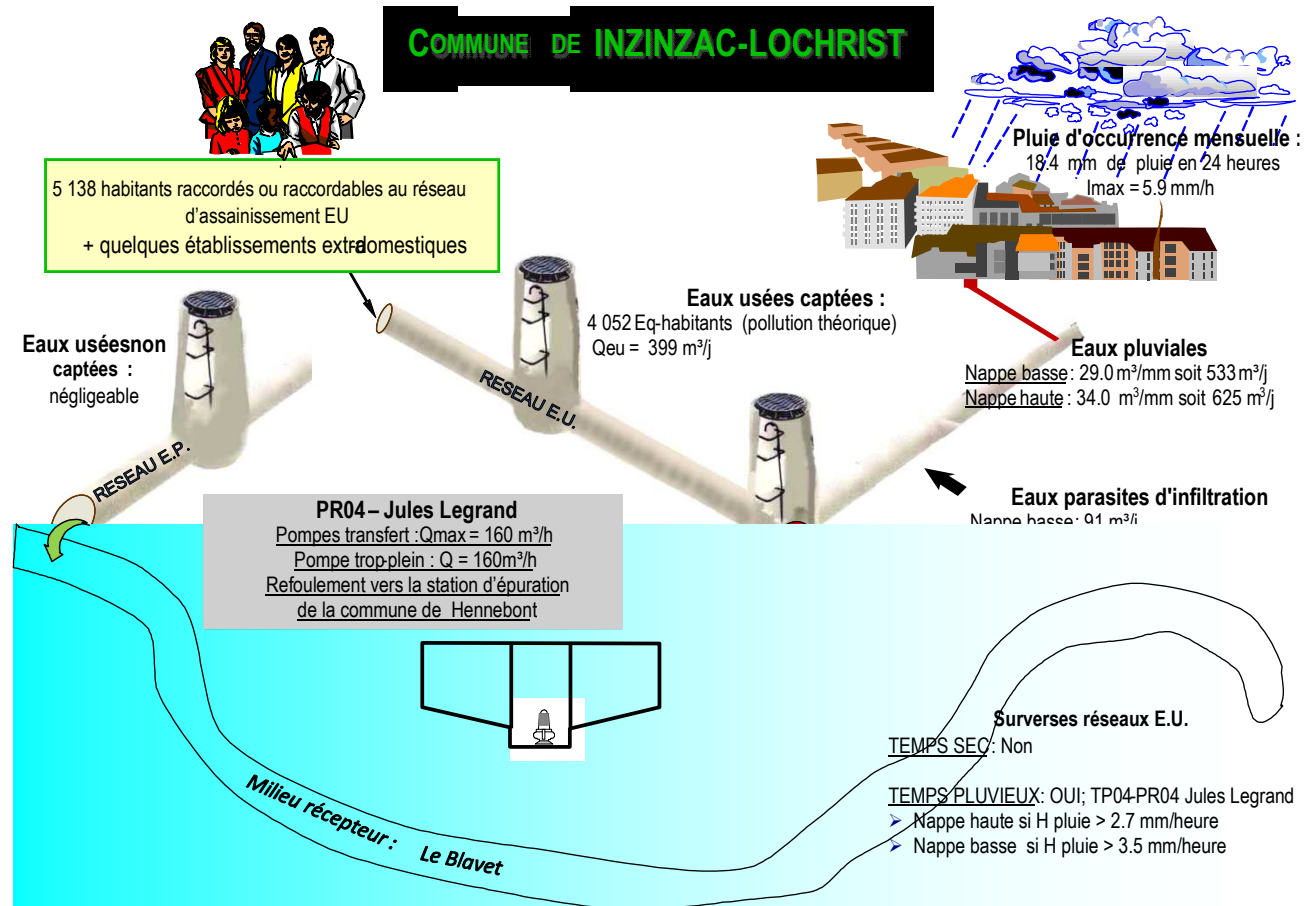 COMMUNE DE INZINZAC-LOCHRIST
Pluie d'occurrence mensuelle :
18.4 mm de pluie en 24 heures
Imax = 5.9 mm/h
5 138 habitants raccordés ou raccordables au réseau
d'assainissement EU
+ quelques établissements extra-domestiques
Eaux usées captées :
4 052 Eq-habitants (pollution théorique)
Qeu = 399 m³/j
Eaux uséesnon
captées :
négligeable
Eaux pluviales
Nappe basse : 29.0 m³/mm soit 533 m³/j
Nappe haute : 34.0 m³/mm soit 625 m³/j
RESEAU E.U.
RESEAU E.P.
Eaux parasites d'infiltration
Nappe basse : 91 m³/j
PR04 – Jules Legrand
Pompes transfert :Qmax = 160 m³/h
Pompe trop-plein : Q = 160m³/h
Refoulement vers la station d'épuration
de la commune de Hennebont
Surverses réseaux E.U.
TEMPS SEC : Non
TEMPS PLUVIEUX: OUI; TP04-PR04 Jules Legrand
➢ Nappe haute si H pluie > 2.7 mm/heure
➢ Nappe basse si H pluie > 3.5 mm/heure
Milieu récepteur : Le Blavet